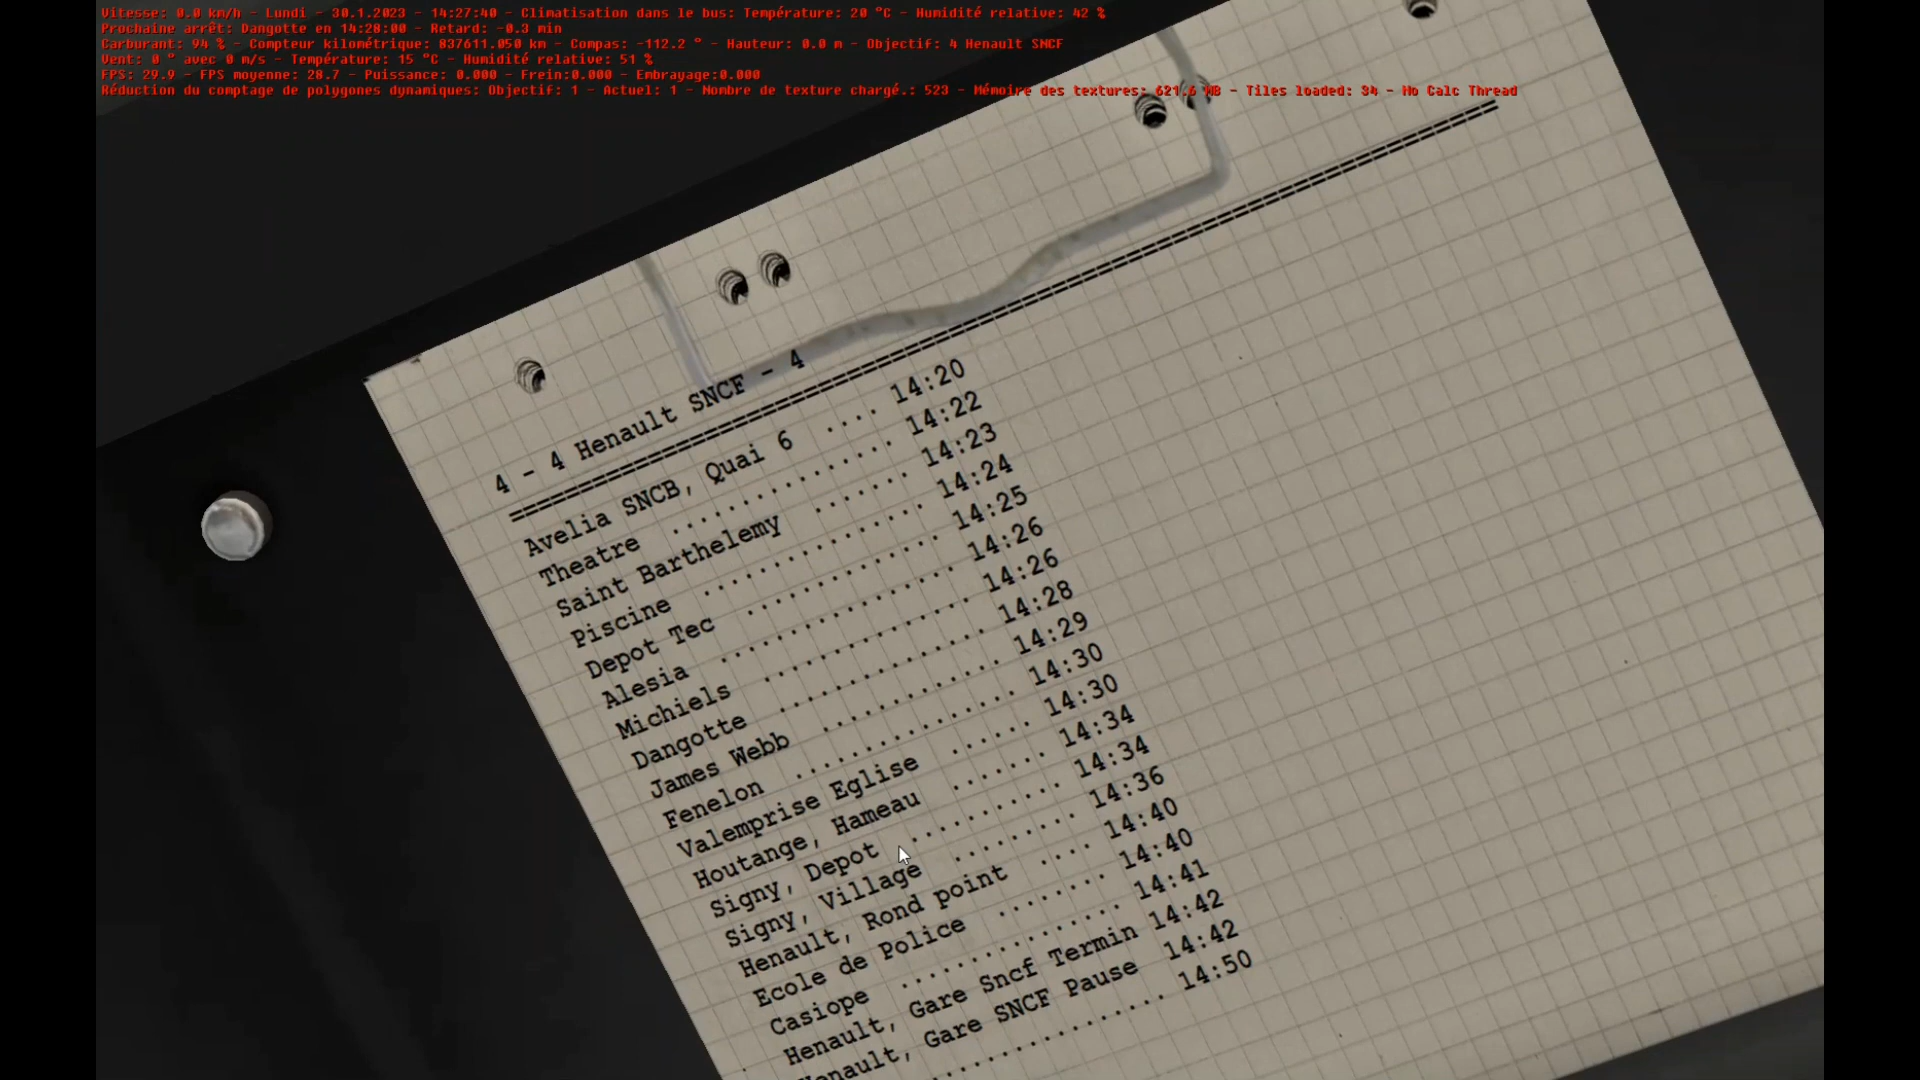 Vitesse: 0.0 km/h - Lundi - 30.1.2023 - 14:27:40 - Climatisation dans le bus: Température: 20 °C - Humidité relative: 42 %
Prochaine arrêt: Dangotte en 14:28:00 - Retard: -0.3 min
Carburant: 94 % - Compteur kilométrique: 837611.050 km - Compas: -112.2 ° - Hauteur: 0.0 m - Objectif: 4 Henault SNCF
Vent: 0 ° avec 0 m/s - Température: 15 °C - Humidité relative: 51 %
FPS: 29.9 - FPS moyenne: 28.7 - Puissance: 0.000 - Frein:0.000 - Embrayage:0.000
Réduction du comptage de polygones dynamiques: Objectif: 1 - Actuel: 1 - Nombre de texture chargé.: 523 - Mémoire des textures: 621.6 MB - Tiles loaded: 34 - No Calc Thread
4 - 4 Henault SNCF - 4
Avelia SNCB, Quai 6 .... 14:20
Theatre ................ 14:22
Saint Barthelemy ....... 14:23
Piscine ................ 14:24
Depot Tec .............. 14:25
Alesia ................. 14:26
Michiels ............... 14:26
Dangotte ............... 14:28
James Webb ............. 14:29
Fenelon ................ 14:30
Valemprise Eglise ...... 14:30
Houtange, Hameau ....... 14:34
Signy, Depot ........... 14:34
Signy, Village ......... 14:36
Henault, Rond point .... 14:40
Ecole de Police ........ 14:40
Casiope ................ 14:41
Henault, Gare Sncf Termin 14:42
Henault, Gare SNCF Pause 14:42
................. 14:50